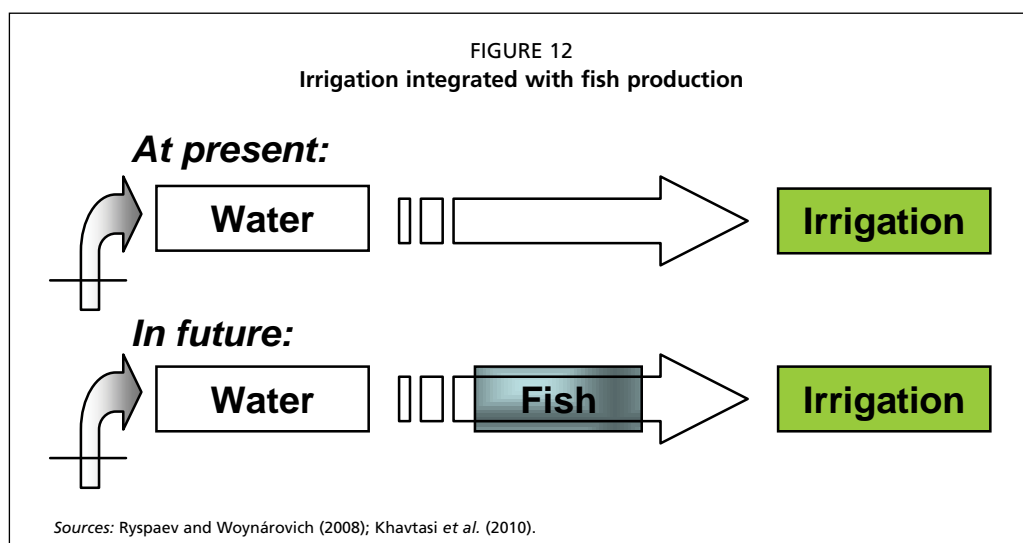 FIGURE 12
Irrigation integrated with fish production
At present:
Water
Irrigation
In future:
Water
Fish
Irrigation
Sources: Ryspaev and Woynárovich (2008); Khavtasi et al. (2010).